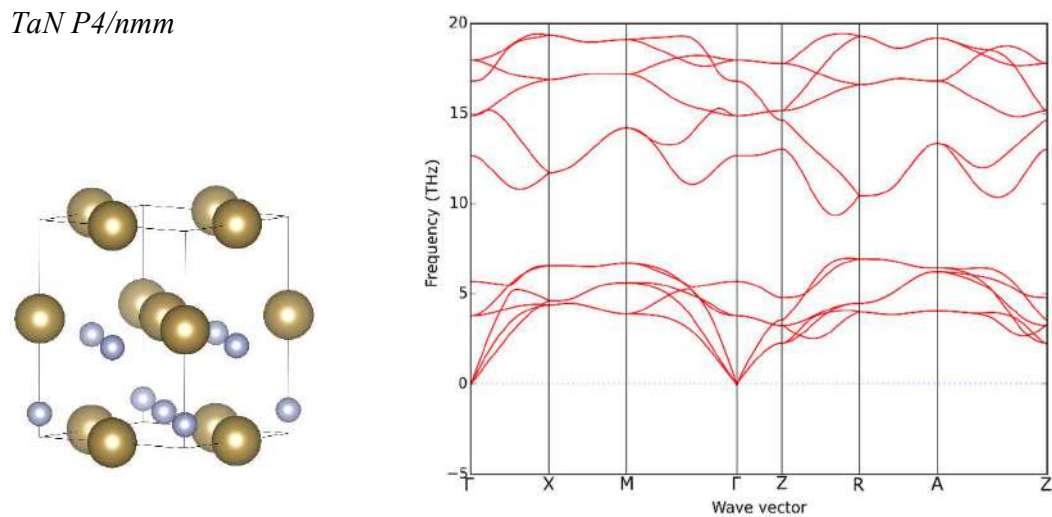 TaN P4/nmm
20
15
10
5
0
−5
Frequency (THz)
Γ X M Γ Z R A Z
Wave vector